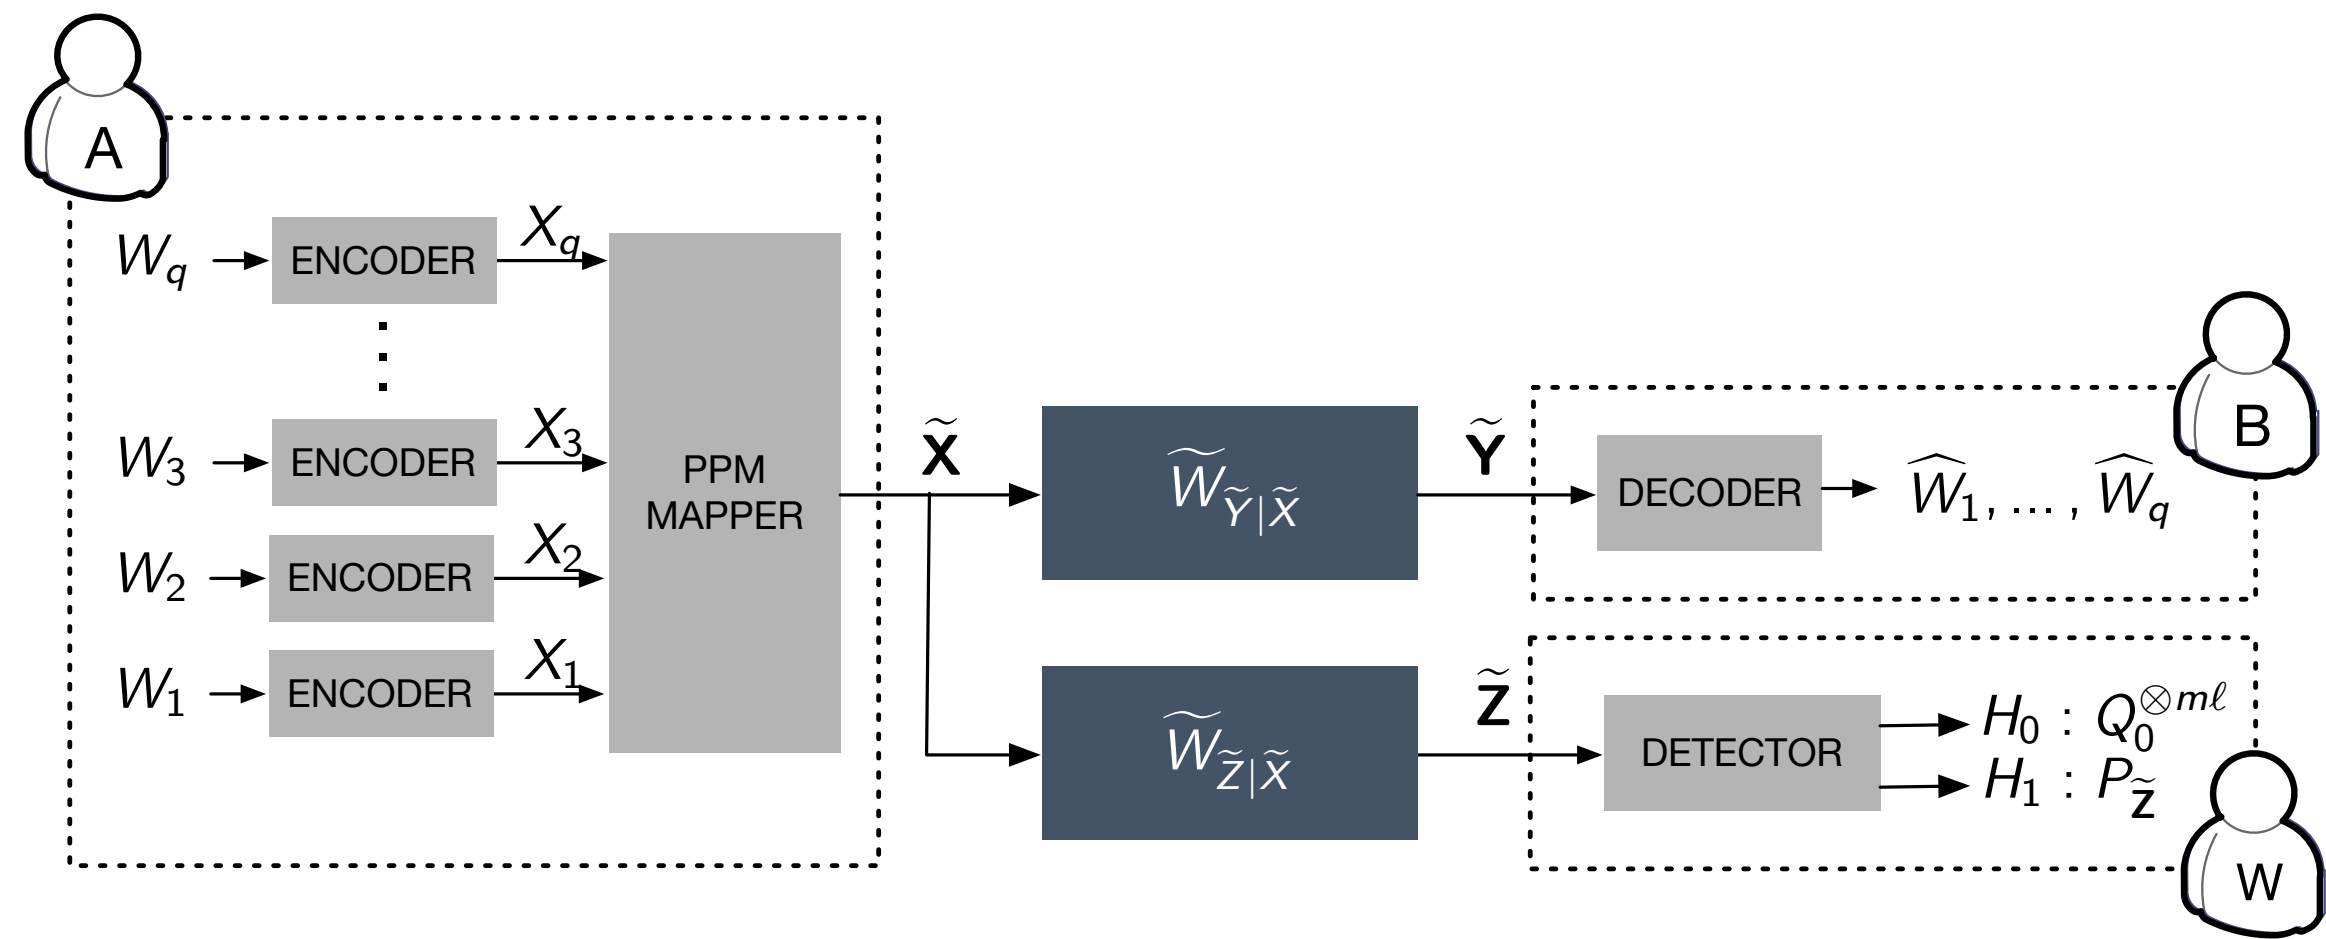 A
W_q ENCODER X_q
W_3 ENCODER X_3
W_2 ENCODER X_2
W_1 ENCODER X_1
PPM
MAPPER
X̃
W̃_{Ỹ|X̃}
Ỹ
DECODER
Ŵ_1, ... , Ŵ_q
B
W̃_{Z̃|X̃}
Z̃
DETECTOR
H_0 : Q_0^{⊗mℓ}
H_1 : P_{Z̃}
W